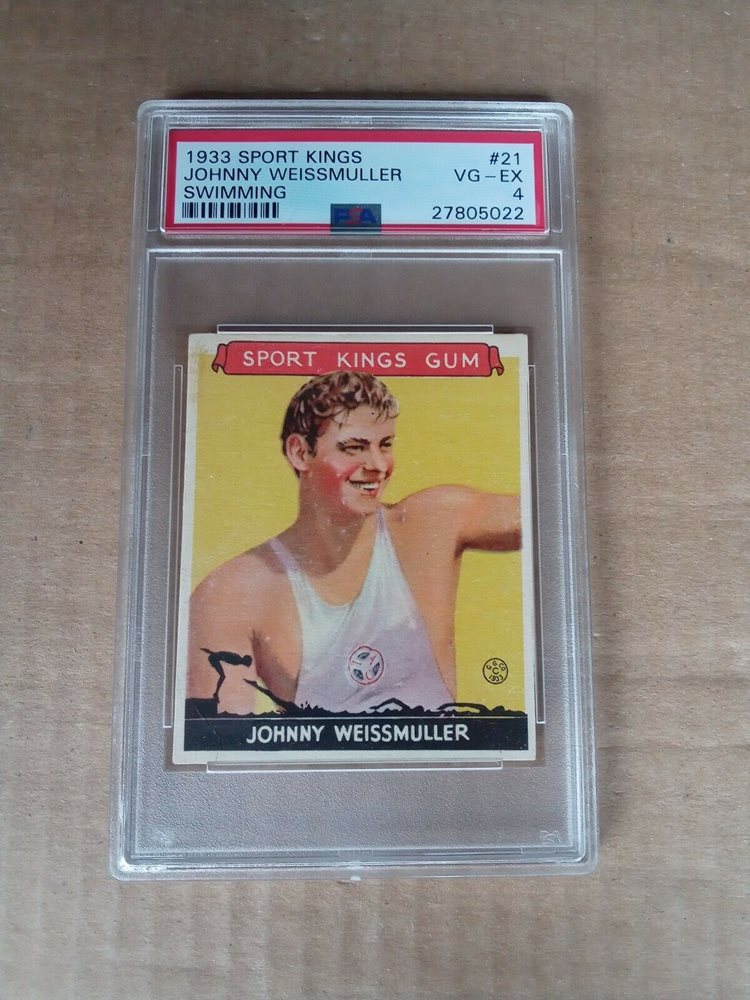 1933 SPORT KINGS #21
JOHNNY WEISSMULLER VG-EX
SWIMMING 4
PSA 27805022
SPORT KINGS GUM
JOHNNY WEISSMULLER